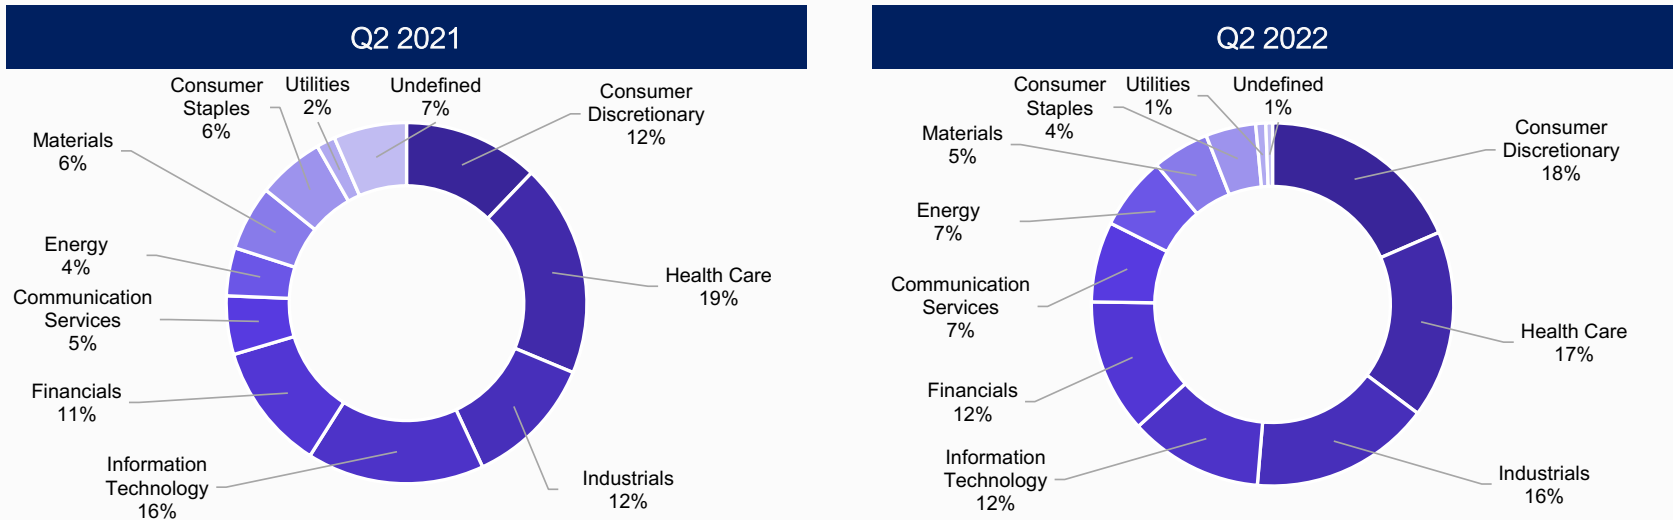 Q2 2021
Consumer
Staples
6%
Utilities
2%
Undefined
7%
Consumer
Discretionary
12%
Materials
6%
Energy
4%
Health Care
19%
Communication
Services
5%
Financials
11%
Information
Technology
16%
Industrials
12%
Q2 2022
Consumer
Staples
4%
Utilities
1%
Undefined
1%
Consumer
Discretionary
18%
Materials
5%
Energy
7%
Communication
Services
7%
Health Care
17%
Financials
12%
Information
Technology
12%
Industrials
16%